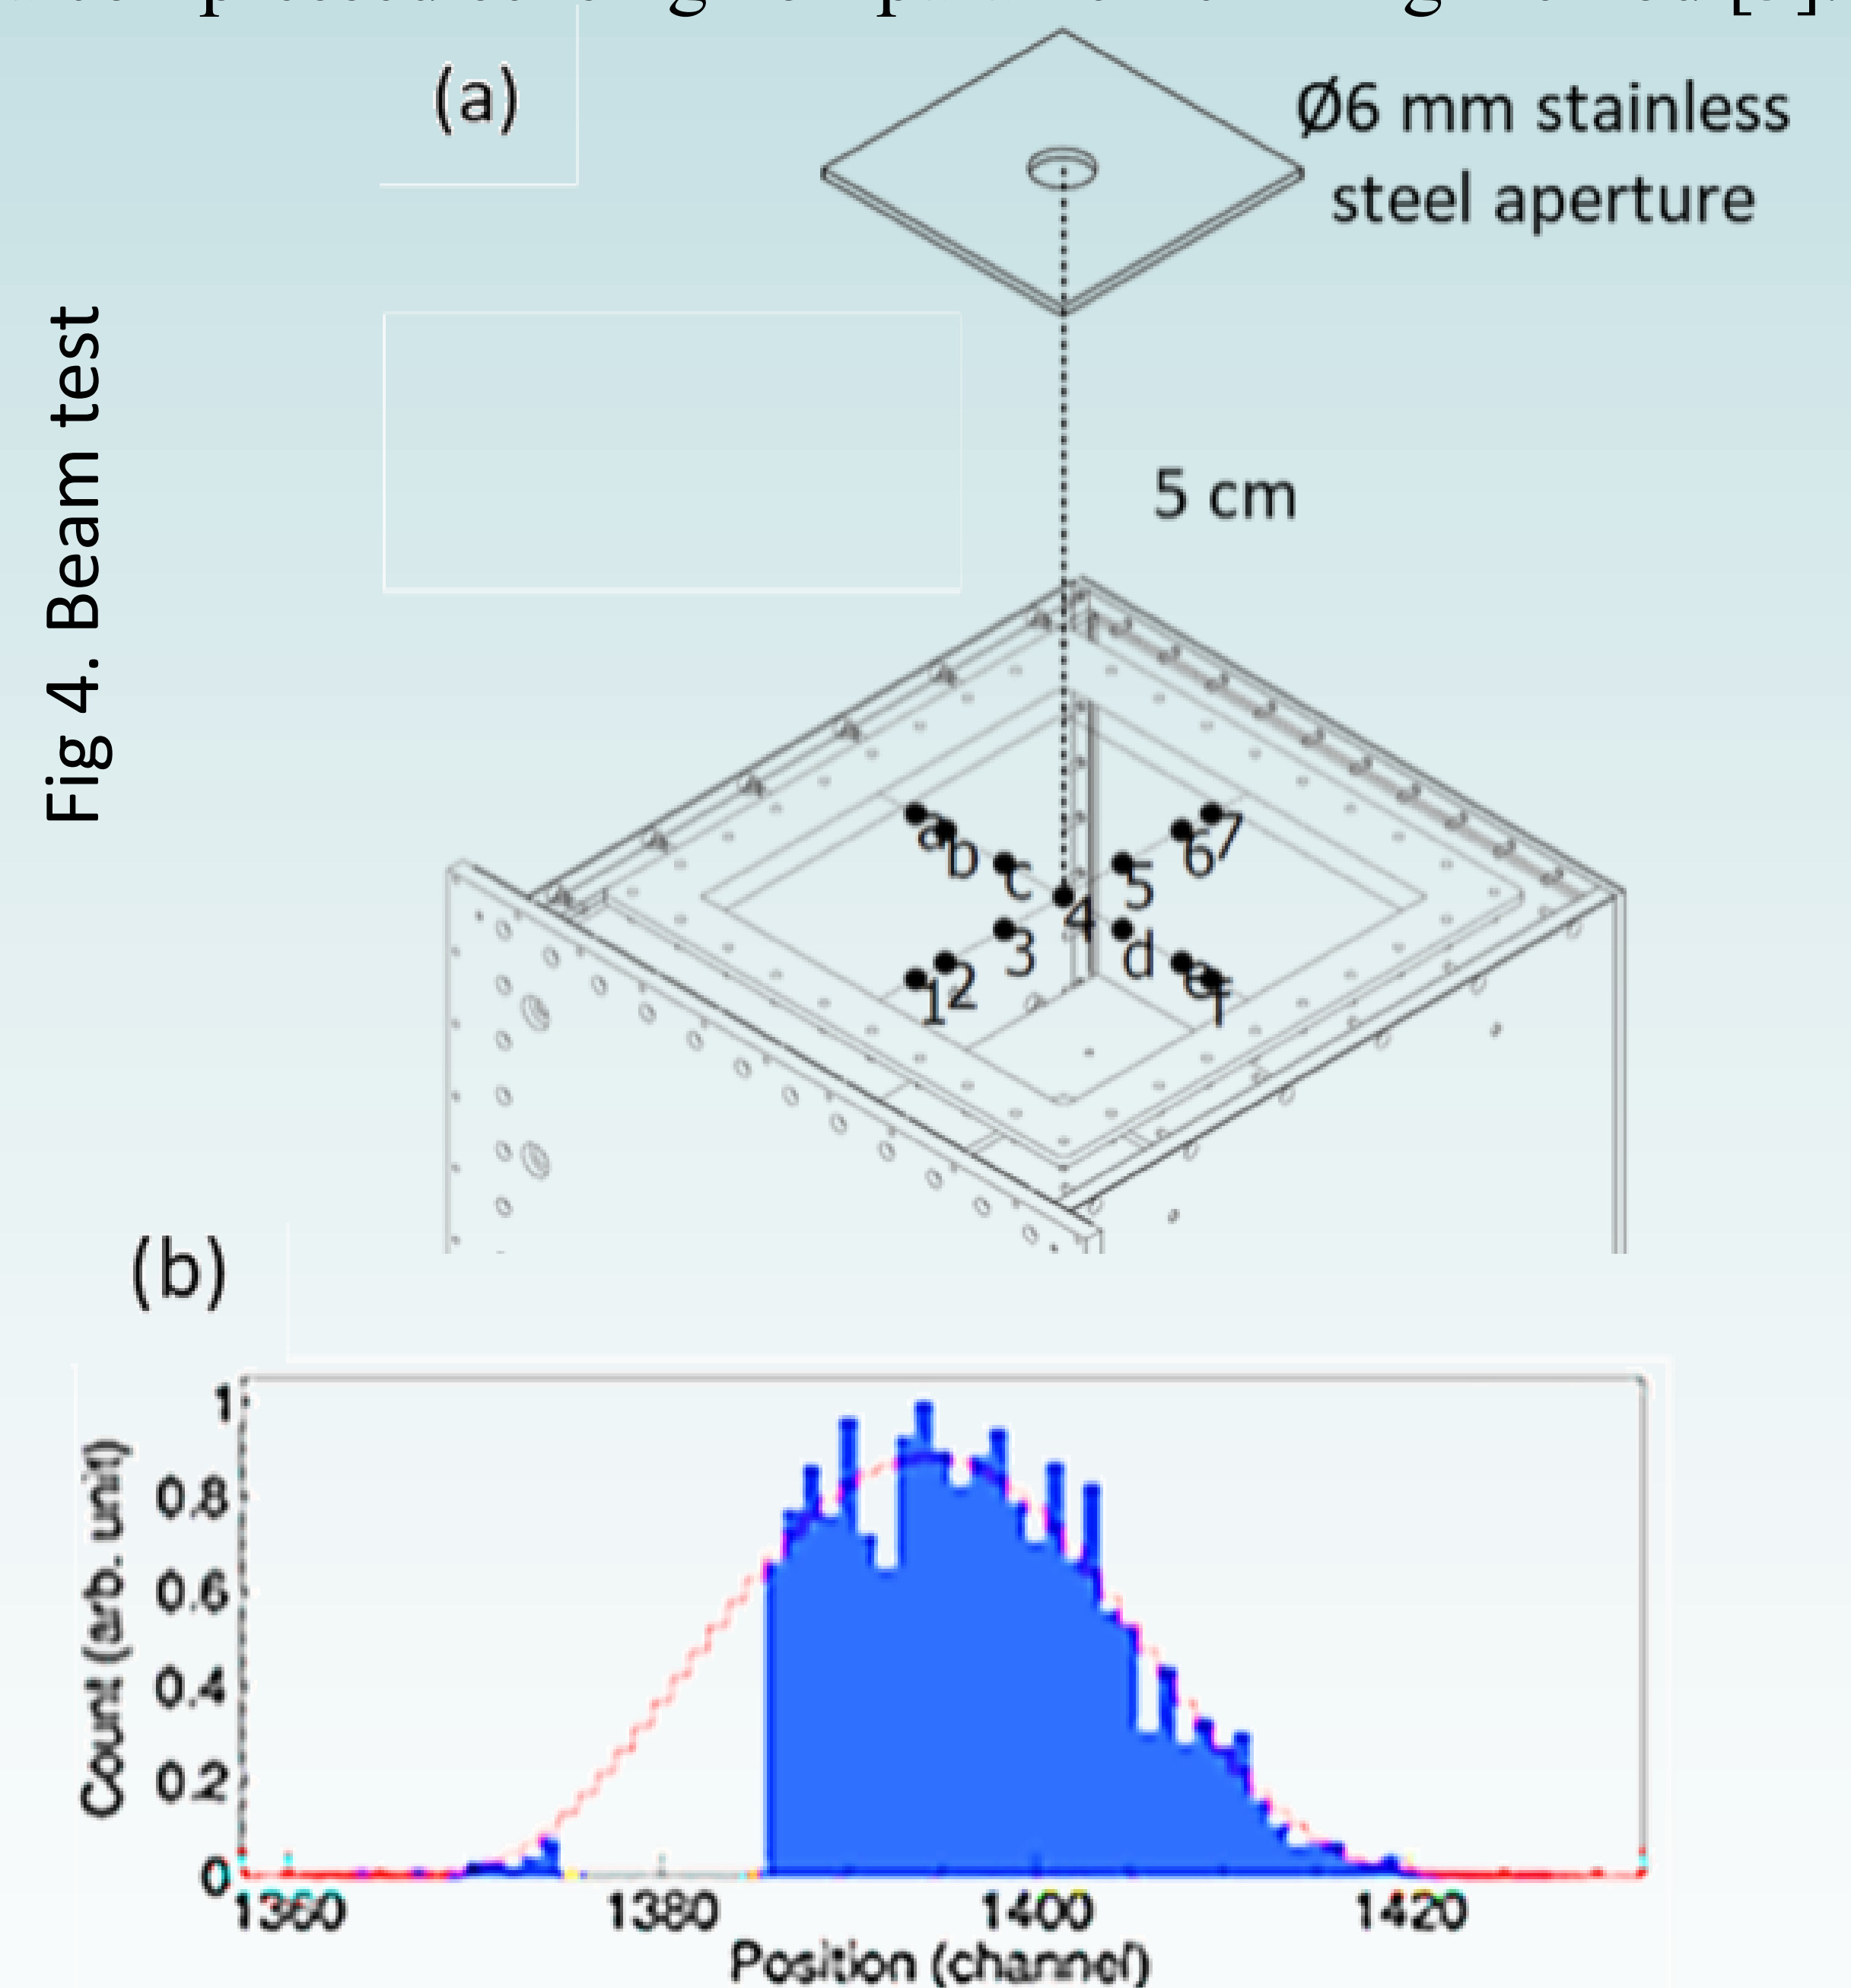 (a)
Ø6 mm stainless
steel aperture
5 cm
Fig 4. Beam test
a
b
c
4
5
6
7
3
2
1
d
e
f
(b)
1
0.8
0.6
0.4
0.2
0
Count (arb. unit)
1360 1380 1400 1420
Position (channel)